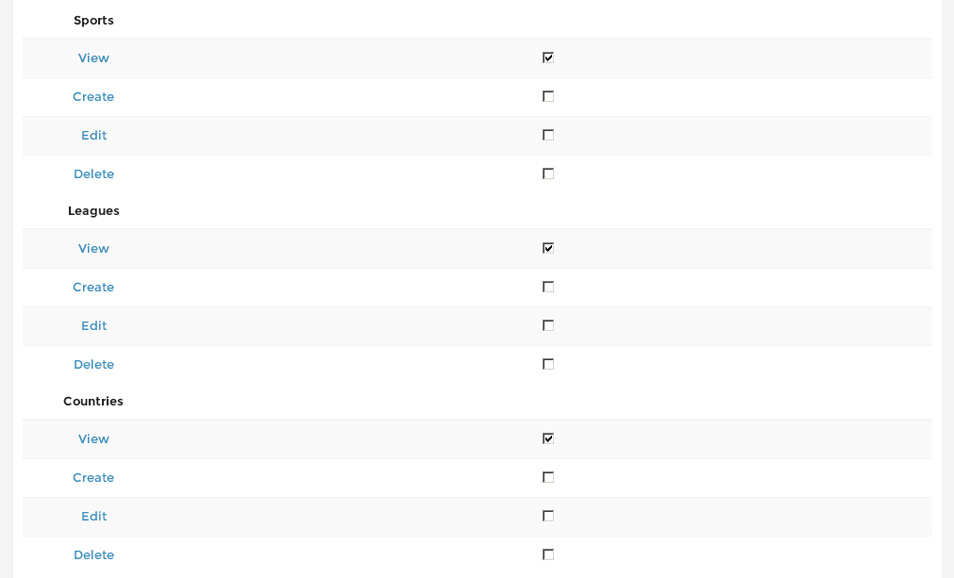 Sports
View
Create
Edit
Delete
Leagues
View
Create
Edit
Delete
Countries
View
Create
Edit
Delete